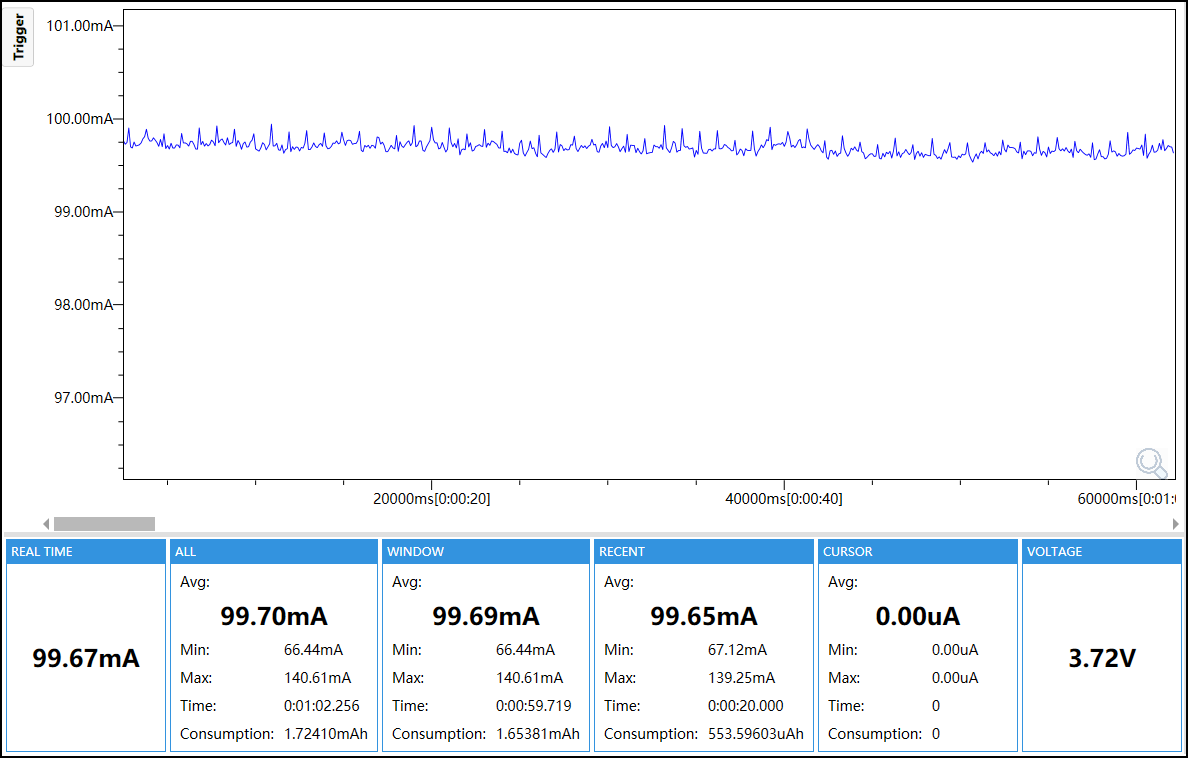 Trigger
101.00mA
100.00mA
99.00mA
98.00mA
97.00mA
20000ms[0:00:20] 40000ms[0:00:40] 60000ms[0:01:0
REAL TIME
99.67mA
ALL
Avg:
99.70mA
Min: 66.44mA
Max: 140.61mA
Time: 0:01:02.256
Consumption: 1.72410mAh
WINDOW
Avg:
99.69mA
Min: 66.44mA
Max: 140.61mA
Time: 0:00:59.719
Consumption: 1.65381mAh
RECENT
Avg:
99.65mA
Min: 67.12mA
Max: 139.25mA
Time: 0:00:20.000
Consumption: 553.59603uAh
CURSOR
Avg:
0.00uA
Min: 0.00uA
Max: 0.00uA
Time: 0
Consumption: 0
VOLTAGE
3.72V